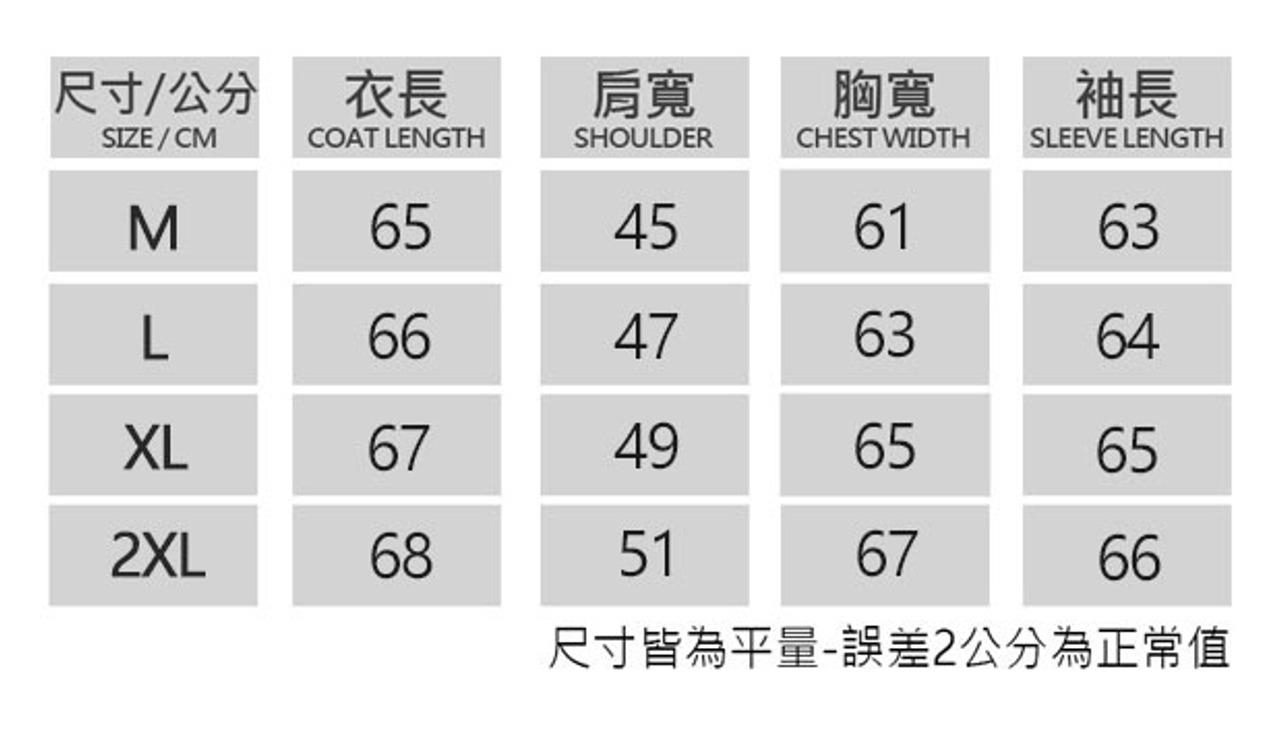 尺寸/公分 衣長 肩寬 胸寬 袖長
SIZE / CM COAT LENGTH SHOULDER CHEST WIDTH SLEEVE LENGTH
M 65 45 61 63
L 66 47 63 64
XL 67 49 65 65
2XL 68 51 67 66
尺寸皆為平量-誤差2公分為正常值